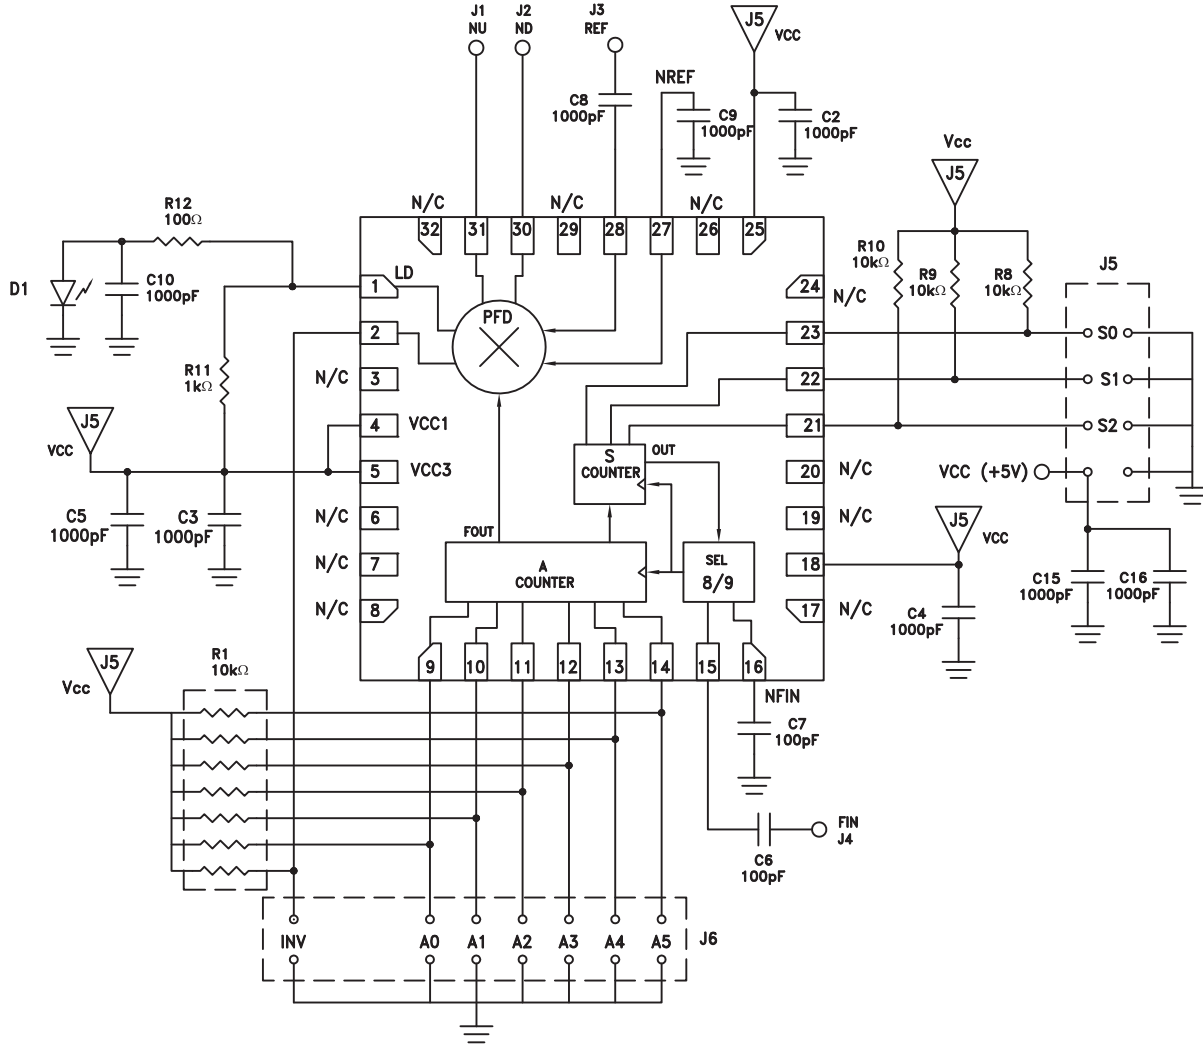 J1
NU
J2
ND
J3
REF
J5
VCC
C8
1000pF
NREF
C9
1000pF
C2
1000pF
Vcc
J5
R12
100Ω
N/C
N/C
N/C
32
31
30
29
28
27
26
25
R10
10kΩ
R9
10kΩ
R8
10kΩ
J5
D1
C10
1000pF
LD
1
24
N/C
PFD
2
23
S0
R11
1kΩ
N/C
3
22
S1
J5
VCC
4
VCC1
21
S2
OUT
S
COUNTER
5
VCC3
20
N/C
VCC (+5V)
C5
1000pF
C3
1000pF
N/C
6
19
N/C
J5
VCC
FOUT
N/C
7
A
COUNTER
SEL
8/9
18
C15
1000pF
C16
1000pF
N/C
8
17
N/C
C4
1000pF
J5
Vcc
R1
10kΩ
9
10
11
12
13
14
15
16
NFIN
C7
100pF
FIN
J4
C6
100pF
INV
A0
A1
A2
A3
A4
A5
J6